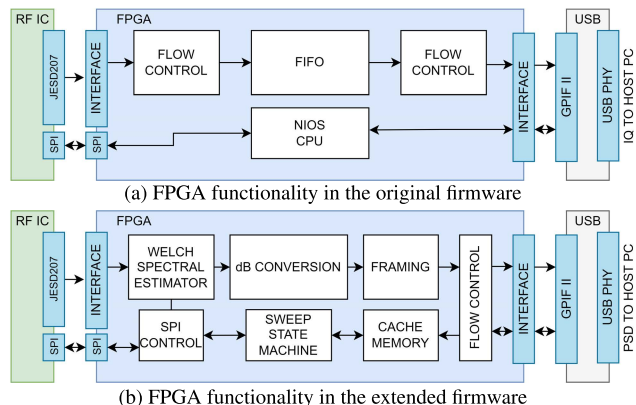 RF IC
FPGA
USB
JESD207
INTERFACE
FLOW
CONTROL
FIFO
FLOW
CONTROL
INTERFACE
GPIF II
USB PHY
IQ TO HOST PC
SPI
SPI
NIOS
CPU
(a) FPGA functionality in the original firmware
RF IC
FPGA
USB
JESD207
INTERFACE
WELCH
SPECTRAL
ESTIMATOR
dB CONVERSION
FRAMING
FLOW CONTROL
INTERFACE
GPIF II
USB PHY
PSD TO HOST PC
SPI
SPI
SPI
CONTROL
SWEEP
STATE
MACHINE
CACHE
MEMORY
(b) FPGA functionality in the extended firmware